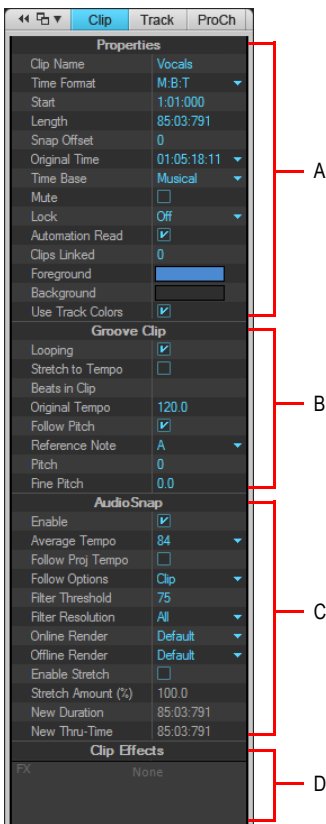 Clip Track ProCh
Properties
Clip Name Vocals
Time Format M:B:T
Start 1:01:000
Length 85:03:791
Snap Offset 0
Original Time 01:05:18:11
Time Base Musical
Mute
Lock Off
Automation Read
Clips Linked 0
Foreground
Background
Use Track Colors
A
Groove Clip
Looping
Stretch to Tempo
Beats in Clip
Original Tempo 120.0
Follow Pitch
Reference Note A
Pitch 0
Fine Pitch 0.0
B
AudioSnap
Enable
Average Tempo 84
Follow Proj Tempo
Follow Options Clip
Filter Threshold 75
Filter Resolution All
Online Render Default
Offline Render Default
Enable Stretch
Stretch Amount (%) 100.0
New Duration 85:03:791
New Thru-Time 85:03:791
C
Clip Effects
FX None
D